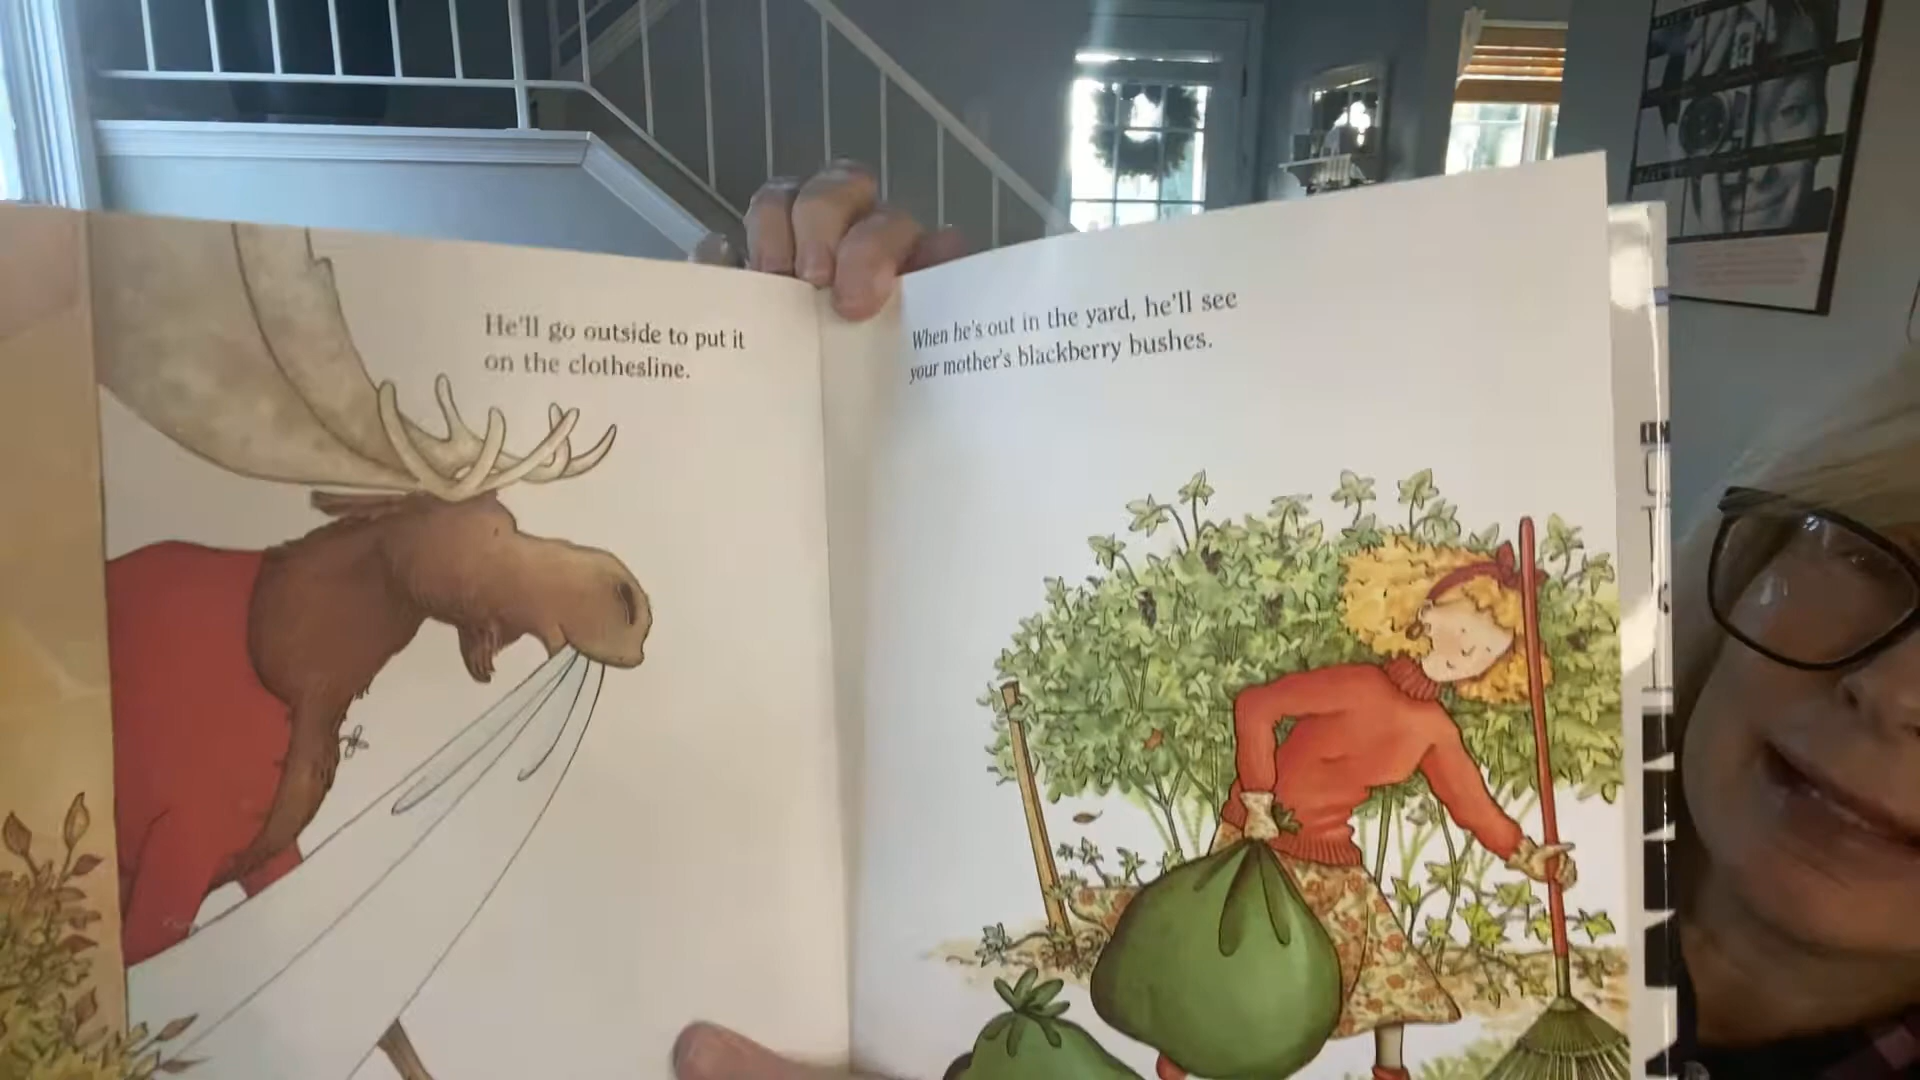 He'll go outside to put it
on the clothesline.
When he's out in the yard, he'll see
your mother's blackberry bushes.